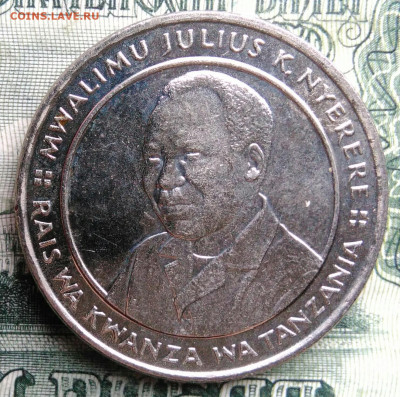 COINS.LAVE.RU
MWALIMU JULIUS K. NYERERE
RAIS WA KWANZA WA TANZANIA